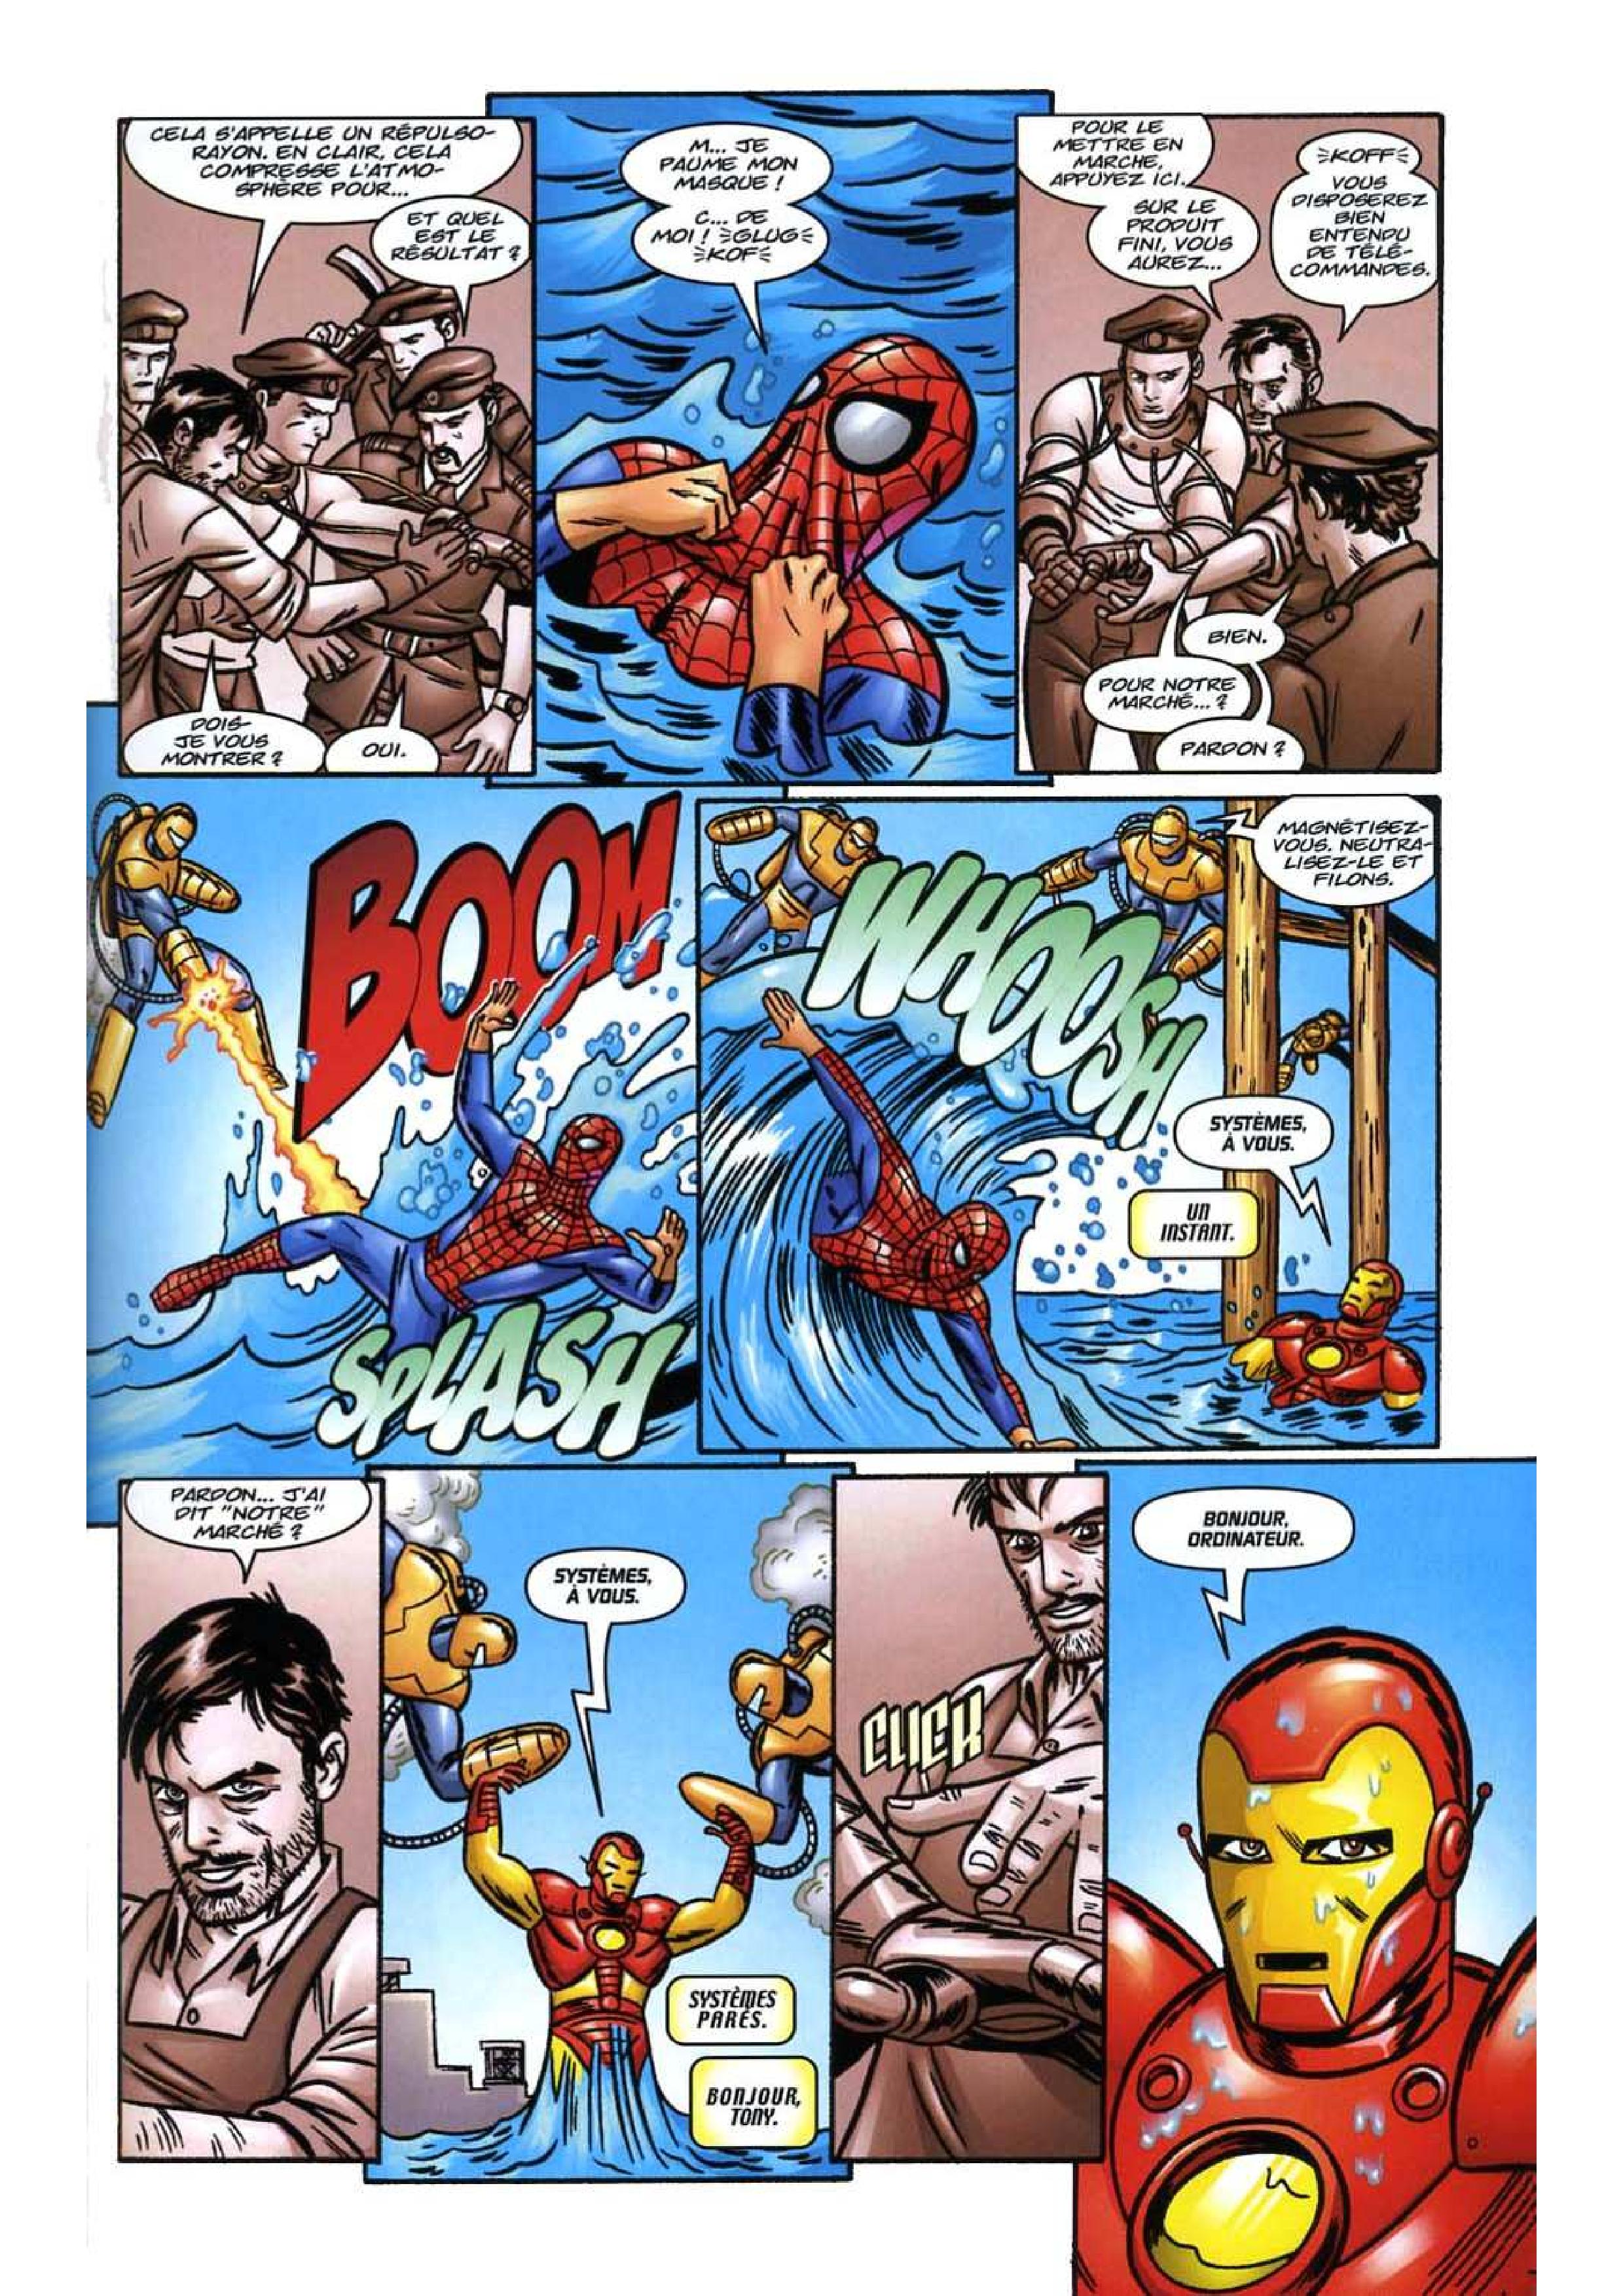 CELA S'APPELLE UN RÉPULSO-
RAYON. EN CLAIR, CELA
COMPRESSE L'ATMO-
SPHÈRE POUR...
ET QUEL
EST LE
RÉSULTAT ?
DOIS-
JE VOUS
MONTRER ?
OUI.
M... JE
PAUME MON
MASQUE !
C... DE
MOI ! GLUG
KOF
POUR LE
METTRE EN
MARCHE,
APPUYEZ ICI.
SUR LE
PRODUIT
FINI, VOUS
AUREZ...
KOFF
VOUS
DISPOSEREZ
BIEN
ENTENDU
DE TÉLÉ-
COMMANDES.
BIEN.
POUR NOTRE
MARCHÉ... ?
PARDON ?
BOOM
SPLASH
MAGNÉTISEZ-
VOUS. NEUTRA-
LISEZ-LE ET
FILONS.
WHOOSH
SYSTÈMES,
À VOUS.
UN
INSTANT.
PARDON... J'AI
DIT "NOTRE"
MARCHÉ ?
SYSTÈMES,
À VOUS.
SYSTÈMES
PARÉS.
BONJOUR,
TONY.
CLICK
BONJOUR,
ORDINATEUR.